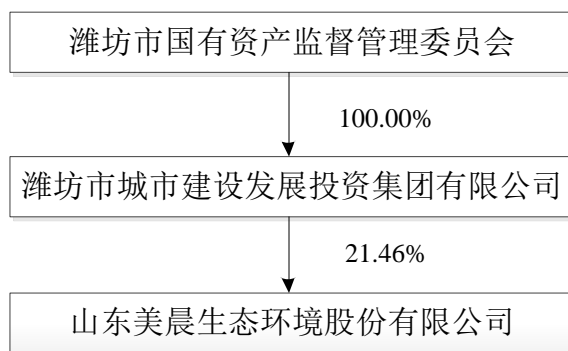 潍坊市国有资产监督管理委员会
100.00%
潍坊市城市建设发展投资集团有限公司
21.46%
山东美晨生态环境股份有限公司